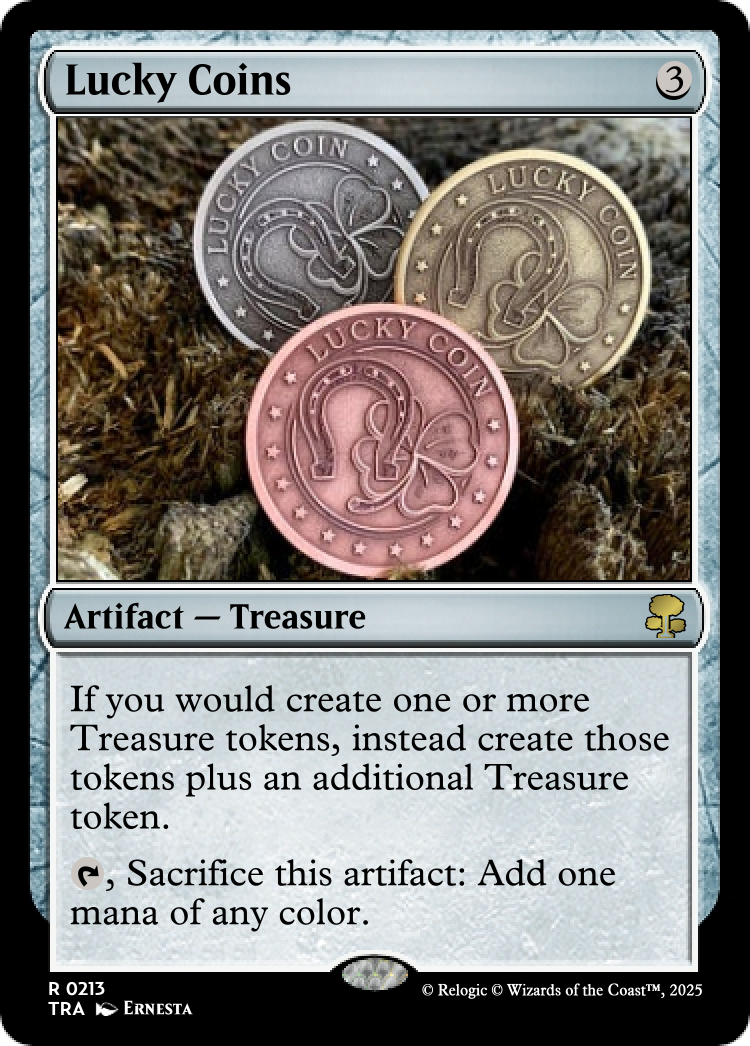 Lucky Coins 3
LUCKY COIN
LUCKY COIN
LUCKY COIN
Artifact — Treasure
If you would create one or more
Treasure tokens, instead create those
tokens plus an additional Treasure
token.
, Sacrifice this artifact: Add one
mana of any color.
R 0213
TRA ERNESTA
© Relogic © Wizards of the Coast™, 2025